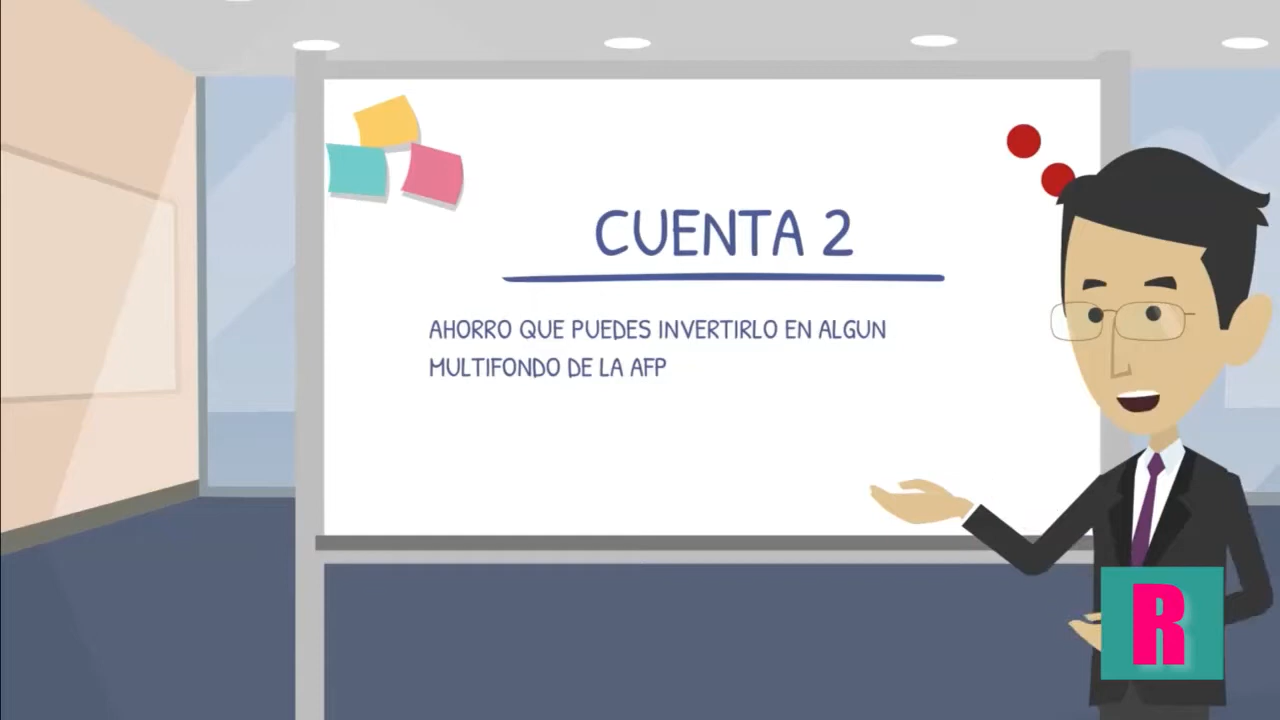 CUENTA 2
AHORRO QUE PUEDES INVERTIRLO EN ALGUN
MULTIFONDO DE LA AFP
R